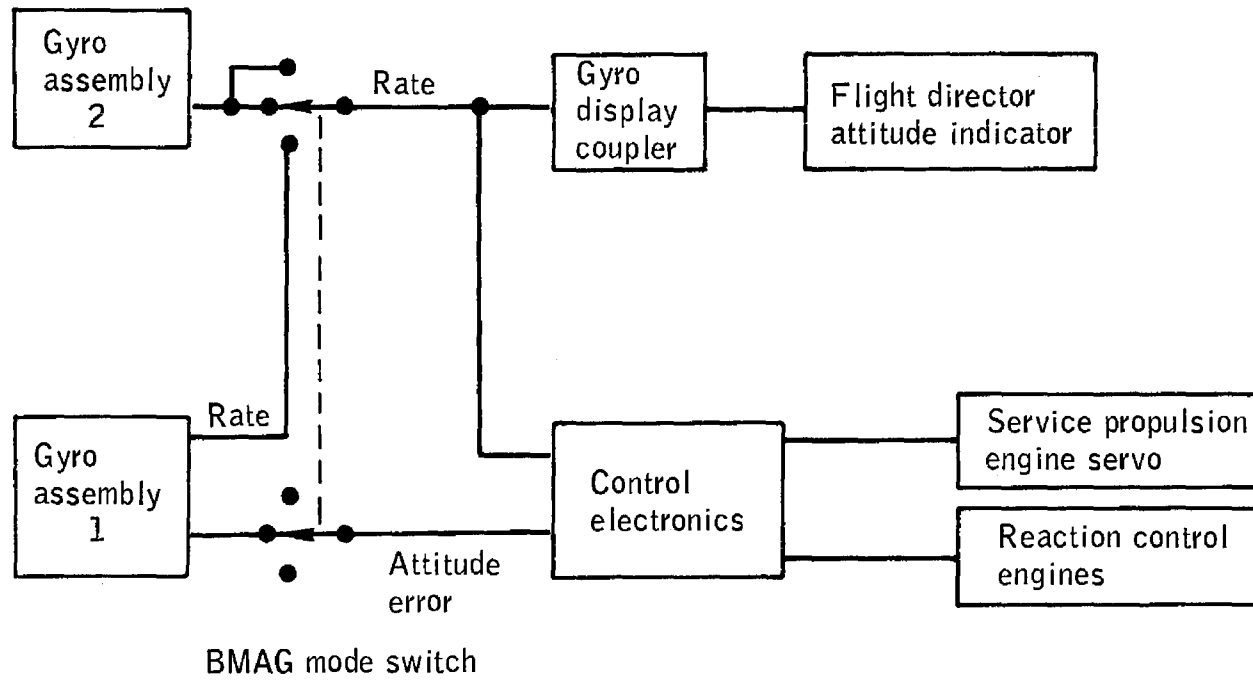 Gyro
assembly
2
Rate
Gyro
display
coupler
Flight director
attitude indicator
Rate
Gyro
assembly
1
Attitude
error
Control
electronics
Service propulsion
engine servo
Reaction control
engines
BMAG mode switch